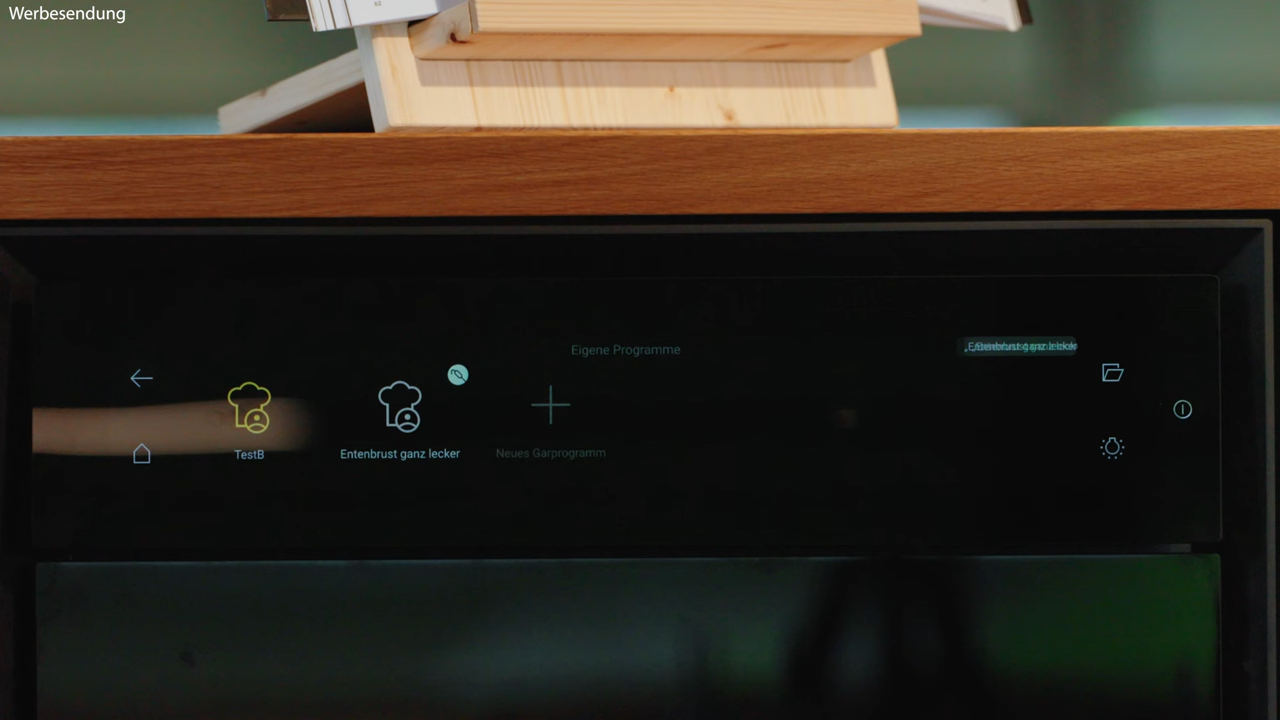 Werbesendung
Eigene Programme
Entenbrust ganz lecker
TestB
Entenbrust ganz lecker
Neues Garprogramm